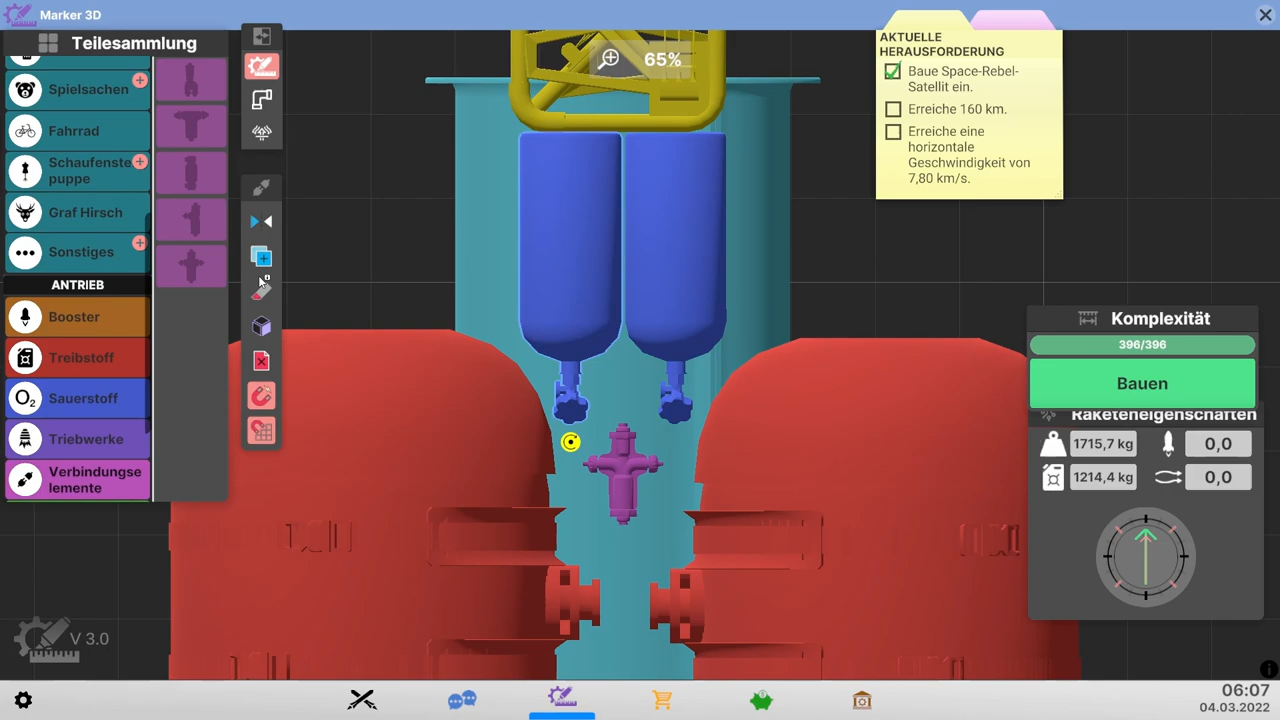 Marker 3D
Teilesammlung
Spielsachen
Fahrrad
Schaufenste
puppe
Graf Hirsch
Sonstiges
ANTRIEB
Booster
Treibstoff
O2
Sauerstoff
Triebwerke
Verbindungse
lemente
V 3.0
65%
AKTUELLE
HERAUSFORDERUNG
Baue Space-Rebel-
Satellit ein.
Erreiche 160 km.
Erreiche eine
horizontale
Geschwindigkeit von
7,80 km/s.
Komplexität
396/396
Bauen
Raketeneigenschaften
1715,7 kg
0,0
1214,4 kg
0,0
06:07
04.03.2022